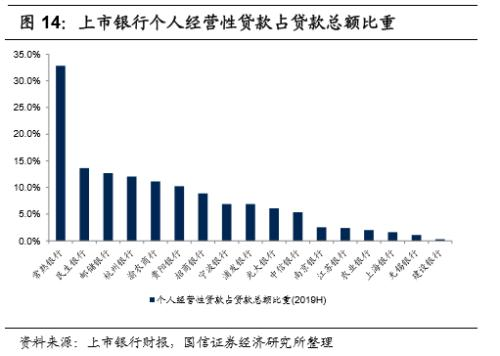 图 14：上市银行个人经营性贷款占贷款总额比重
35.0%
30.0%
25.0%
20.0%
15.0%
10.0%
5.0%
0.0%
常熟银行
民生银行
邮储银行
杭州银行
渝农商行
贵阳银行
招商银行
宁波银行
浦发银行
光大银行
中信银行
南京银行
江苏银行
农业银行
上海银行
无锡银行
建设银行
个人经营性贷款占贷款总额比重(2019H)
资料来源：上市银行财报，国信证券经济研究所整理